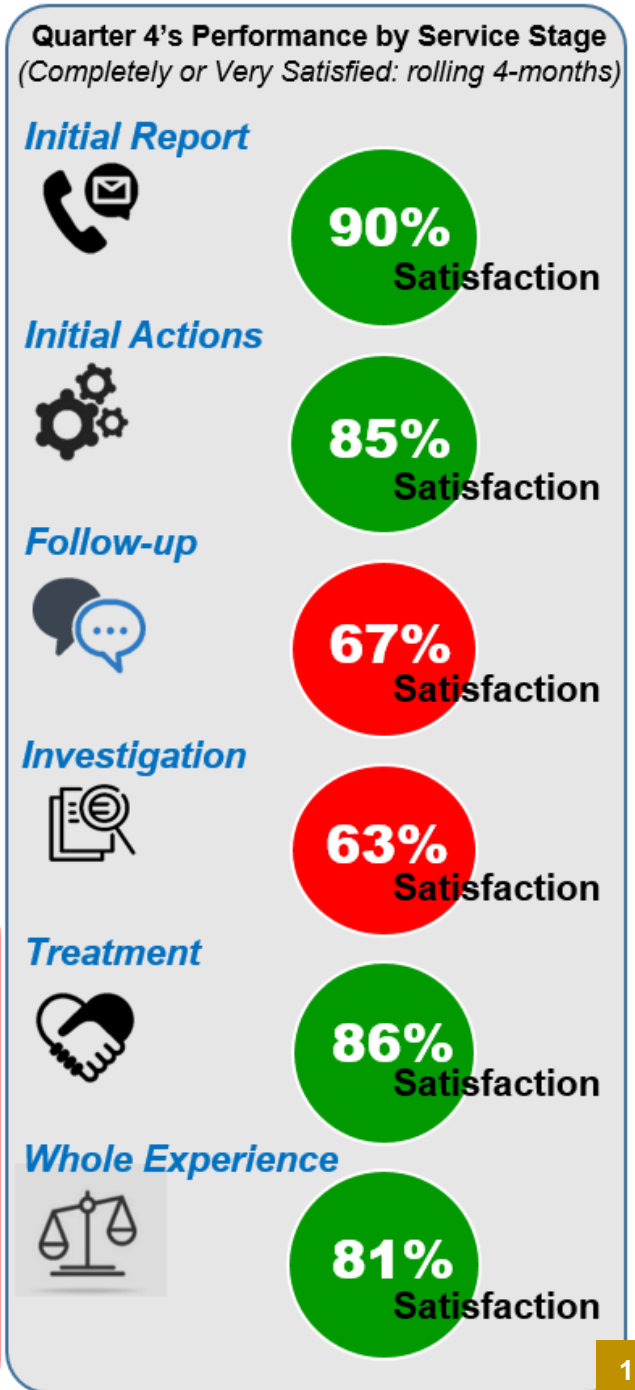 Quarter 4's Performance by Service Stage
(Completely or Very Satisfied: rolling 4-months)
Initial Report
90%
Satisfaction
Initial Actions
85%
Satisfaction
Follow-up
67%
Satisfaction
Investigation
63%
Satisfaction
Treatment
86%
Satisfaction
Whole Experience
81%
Satisfaction
1